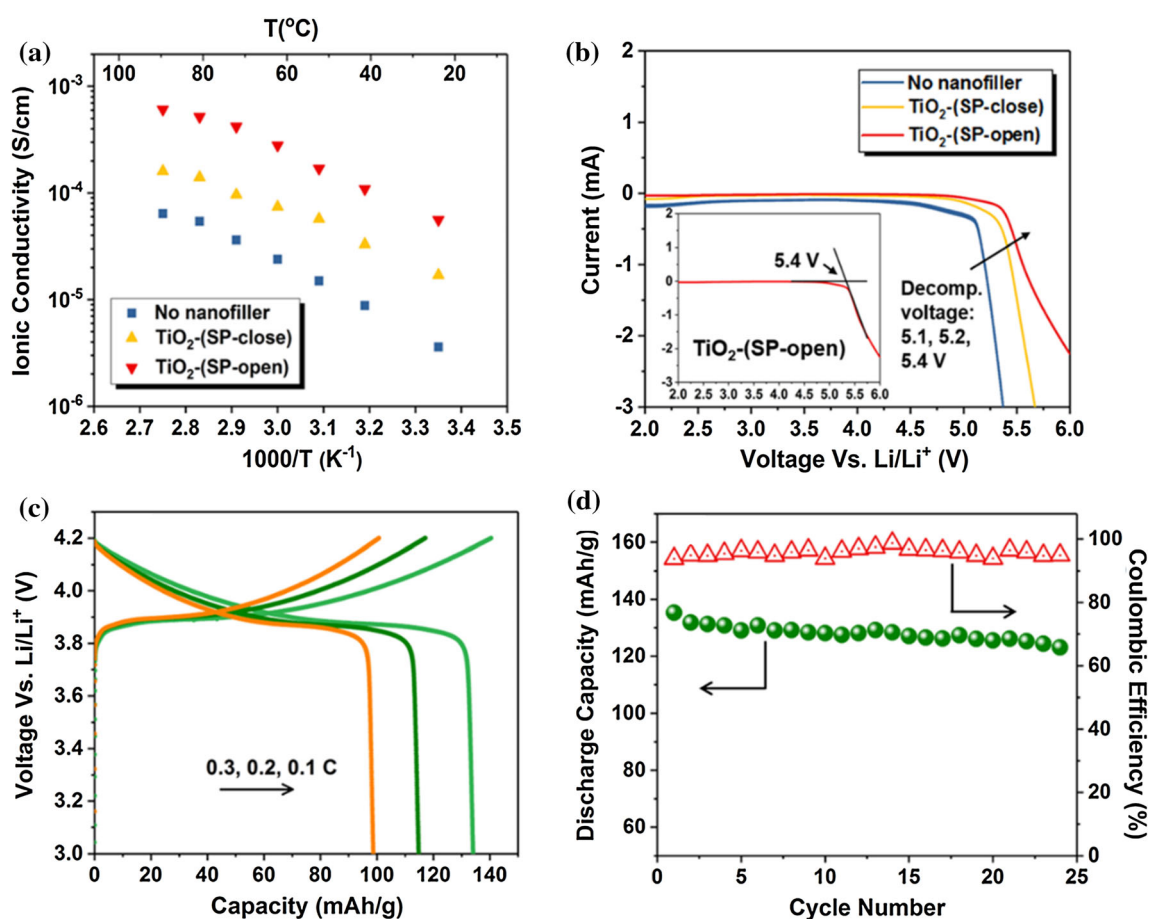 (a)
T(°C)
100 80 60 40 20
10⁻³
10⁻⁴
10⁻⁵
10⁻⁶
Ionic Conductivity (S/cm)
No nanofiller
TiO₂-(SP-close)
TiO₂-(SP-open)
2.6 2.7 2.8 2.9 3.0 3.1 3.2 3.3 3.4 3.5
1000/T (K⁻¹)
(b)
2
1
0
-1
-2
-3
Current (mA)
No nanofiller
TiO₂-(SP-close)
TiO₂-(SP-open)
2
1
0
-1
-2
-3
5.4 V
TiO₂-(SP-open)
2.0 2.5 3.0 3.5 4.0 4.5 5.0 5.5 6.0
Decomp.
voltage:
5.1, 5.2,
5.4 V
2.0 2.5 3.0 3.5 4.0 4.5 5.0 5.5 6.0
Voltage Vs. Li/Li⁺ (V)
(c)
4.2
4.0
3.8
3.6
3.4
3.2
3.0
Voltage Vs. Li/Li⁺ (V)
0.3, 0.2, 0.1 C
0 20 40 60 80 100 120 140
Capacity (mAh/g)
(d)
160
140
120
100
80
60
Discharge Capacity (mAh/g)
100
80
60
40
20
0
Coulombic Efficiency (%)
0 5 10 15 20 25
Cycle Number